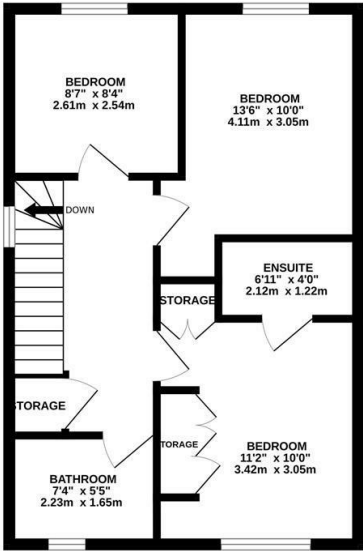 BEDROOM
8'7" x 8'4"
2.61m x 2.54m
BEDROOM
13'6" x 10'0"
4.11m x 3.05m
DOWN
ENSUITE
6'11" x 4'0"
2.12m x 1.22m
STORAGE
STORAGE
STORAGE
BEDROOM
11'2" x 10'0"
3.42m x 3.05m
BATHROOM
7'4" x 5'5"
2.23m x 1.65m